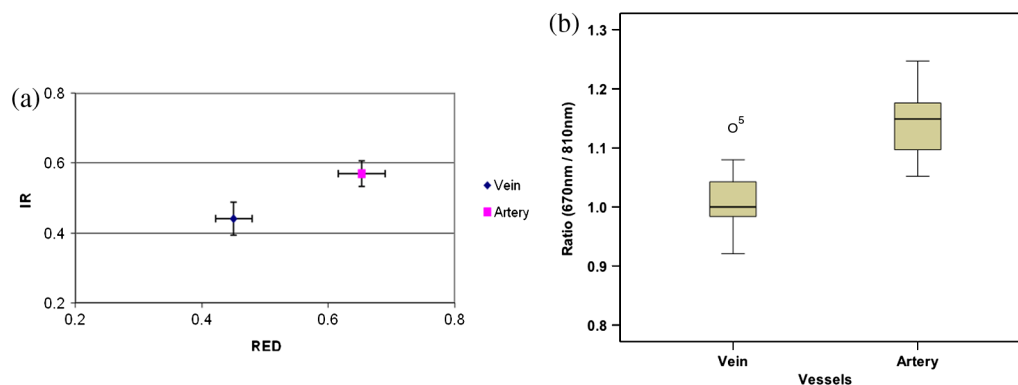 (a)
0.8
0.6
0.4
0.2
IR
0.2 0.4 0.6 0.8
RED
Vein
Artery
(b)
1.3
1.2
1.1
1.0
0.9
0.8
Ratio (670nm / 810nm)
5
Vein Artery
Vessels